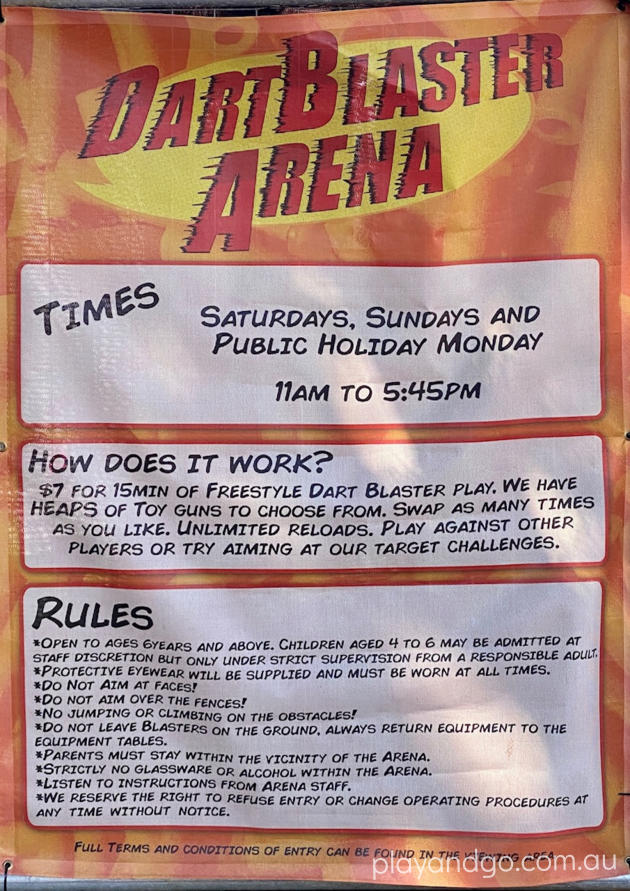 DARTBLASTER
ARENA
TIMES
SATURDAYS, SUNDAYS AND
PUBLIC HOLIDAY MONDAY
11AM TO 5:45PM
HOW DOES IT WORK?
$7 FOR 15MIN OF FREESTYLE DART BLASTER PLAY. WE HAVE
HEAPS OF TOY GUNS TO CHOOSE FROM. SWAP AS MANY TIMES
AS YOU LIKE. UNLIMITED RELOADS. PLAY AGAINST OTHER
PLAYERS OR TRY AIMING AT OUR TARGET CHALLENGES.
RULES
*OPEN TO AGES 6YEARS AND ABOVE. CHILDREN AGED 4 TO 6 MAY BE ADMITTED AT
STAFF DISCRETION BUT ONLY UNDER STRICT SUPERVISION FROM A RESPONSIBLE ADULT.
*PROTECTIVE EYEWEAR WILL BE SUPPLIED AND MUST BE WORN AT ALL TIMES.
*DO NOT AIM AT FACES!
*DO NOT AIM OVER THE FENCES!
*NO JUMPING OR CLIMBING ON THE OBSTACLES!
*DO NOT LEAVE BLASTERS ON THE GROUND, ALWAYS RETURN EQUIPMENT TO THE
EQUIPMENT TABLES.
*PARENTS MUST STAY WITHIN THE VICINITY OF THE ARENA.
*STRICTLY NO GLASSWARE OR ALCOHOL WITHIN THE ARENA.
*LISTEN TO INSTRUCTIONS FROM ARENA STAFF.
*WE RESERVE THE RIGHT TO REFUSE ENTRY OR CHANGE OPERATING PROCEDURES AT
ANY TIME WITHOUT NOTICE.
FULL TERMS AND CONDITIONS OF ENTRY CAN BE FOUND IN THE VIEWING AREA
playandgo.com.au